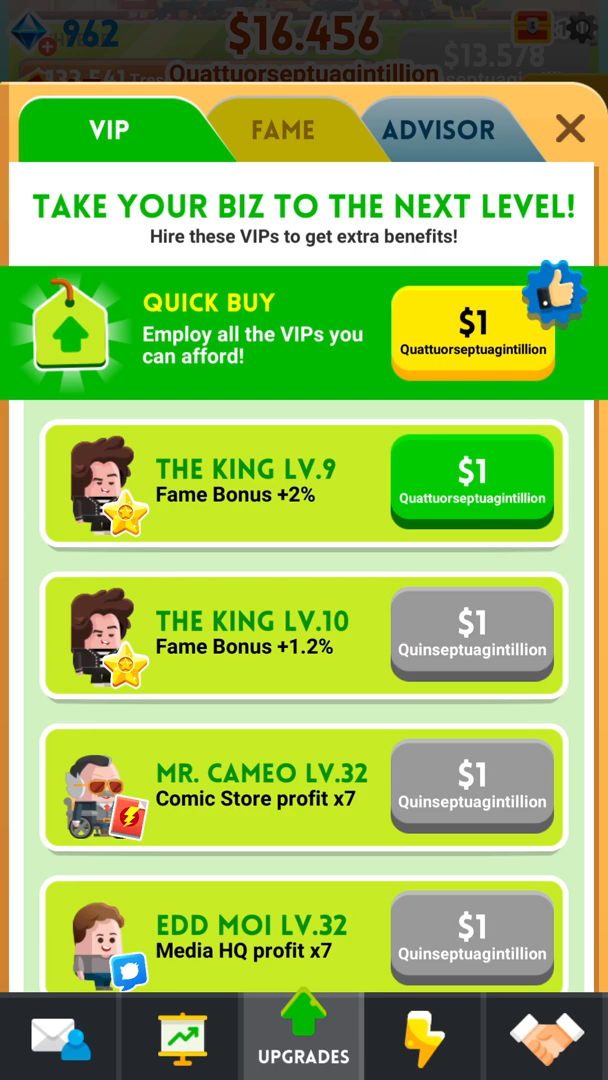 962
$16.456
Quattuorseptuagintillion
$13.578
VIP
FAME
ADVISOR
TAKE YOUR BIZ TO THE NEXT LEVEL!
Hire these VIPs to get extra benefits!
QUICK BUY
Employ all the VIPs you
can afford!
$1
Quattuorseptuagintillion
THE KING LV.9
Fame Bonus +2%
$1
Quattuorseptuagintillion
THE KING LV.10
Fame Bonus +1.2%
$1
Quinseptuagintillion
MR. CAMEO LV.32
Comic Store profit x7
$1
Quinseptuagintillion
EDD MOI LV.32
Media HQ profit x7
$1
Quinseptuagintillion
UPGRADES